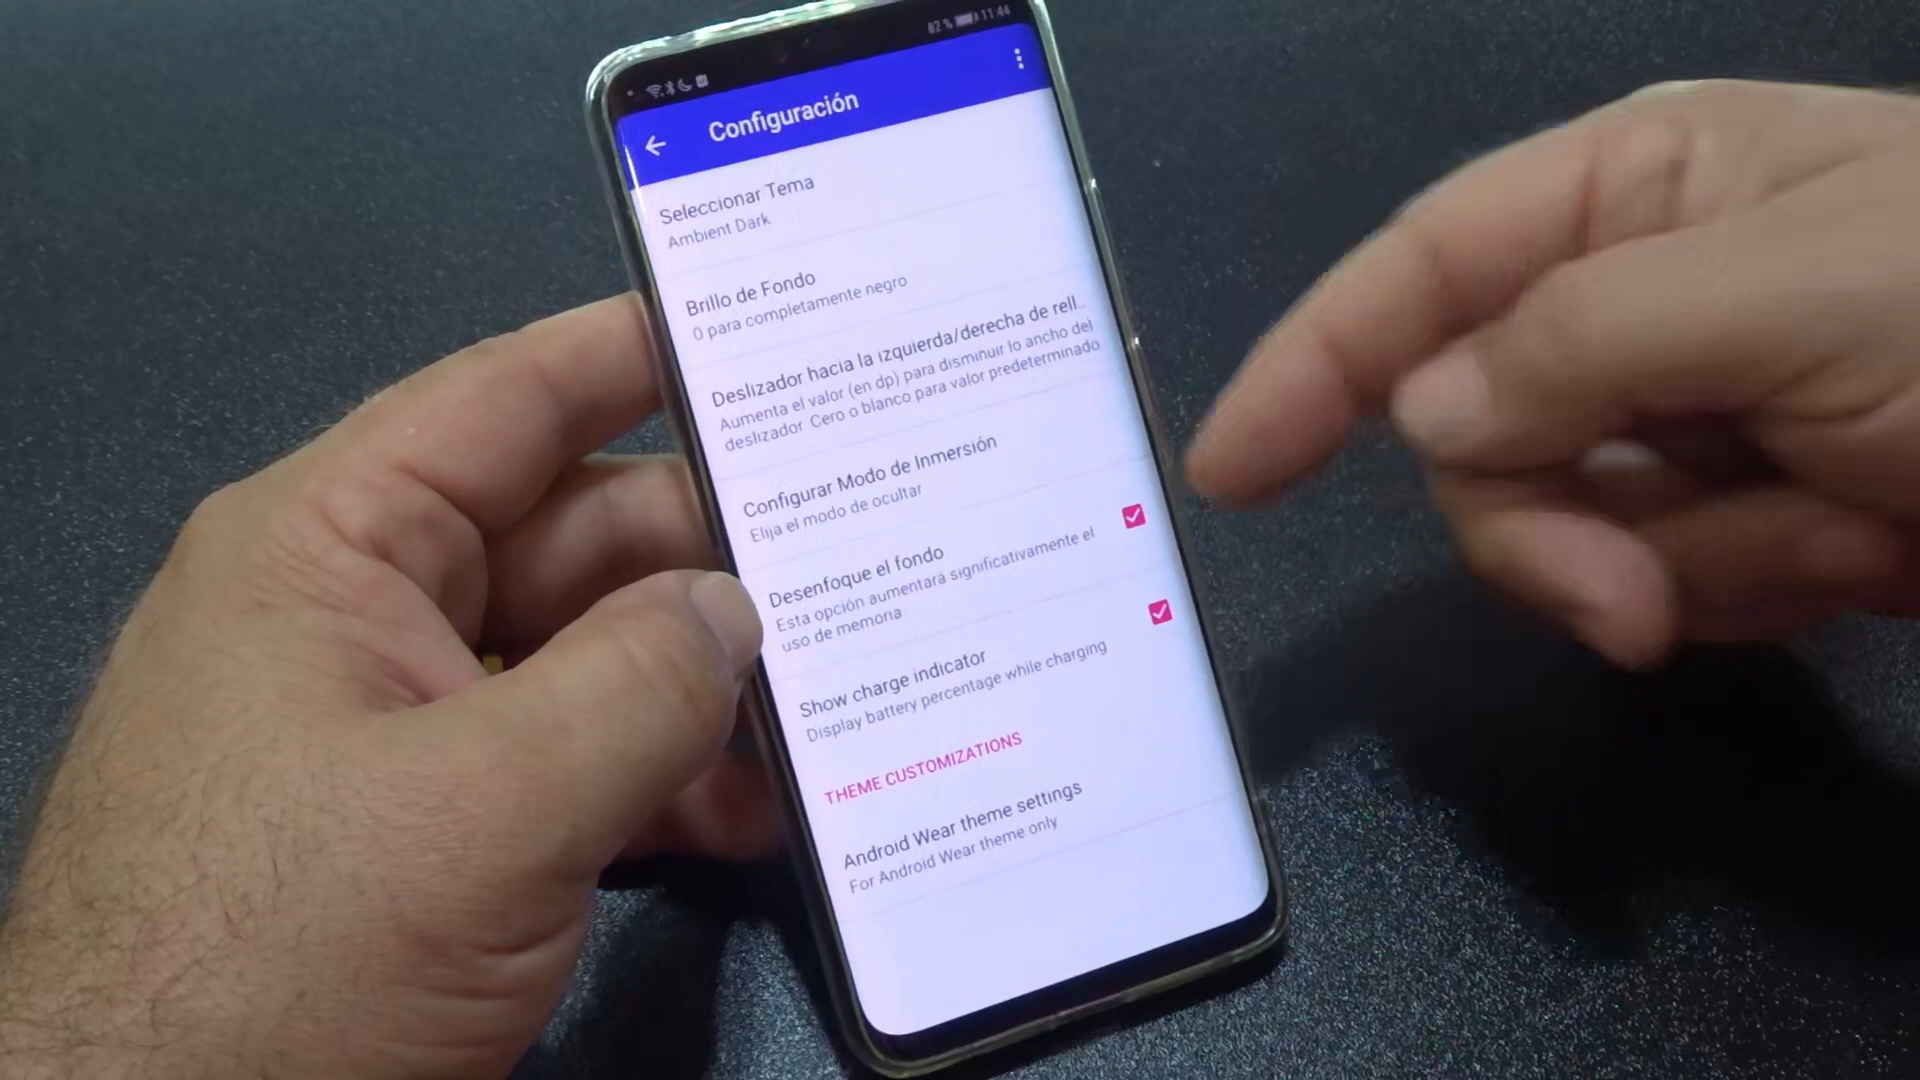 82 % 11:44
Configuración
Seleccionar Tema
Ambient Dark
Brillo de Fondo
0 para completamente negro
Deslizador hacia la izquierda/derecha de rell..
Aumenta el valor (en dp) para disminuir lo ancho del
deslizador. Cero o blanco para valor predeterminado
Configurar Modo de Inmersión
Elija el modo de ocultar
Desenfoque el fondo
Esta opción aumentará significativamente el
uso de memoria
Show charge indicator
Display battery percentage while charging
THEME CUSTOMIZATIONS
Android Wear theme settings
For Android Wear theme only